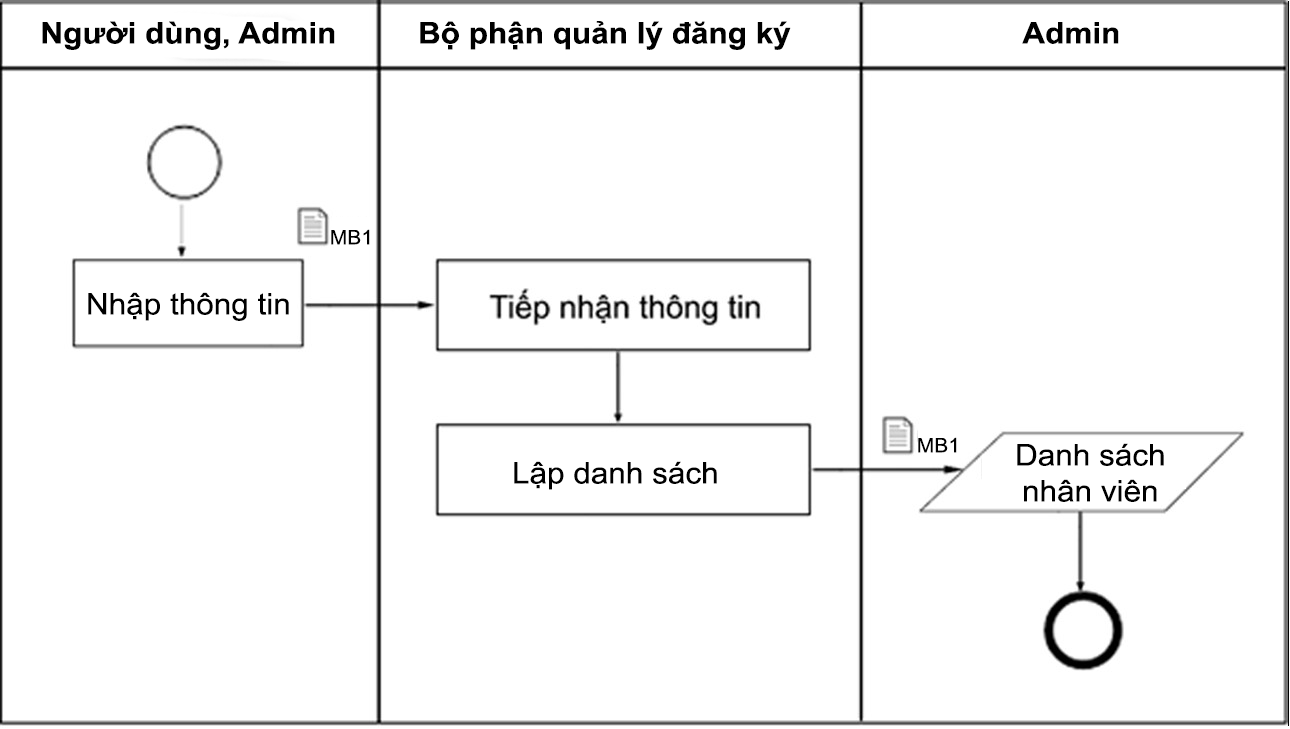 Người dùng, Admin
Bộ phận quản lý đăng ký
Admin
MB1
Nhập thông tin
Tiếp nhận thông tin
Lập danh sách
MB1
Danh sách
nhân viên